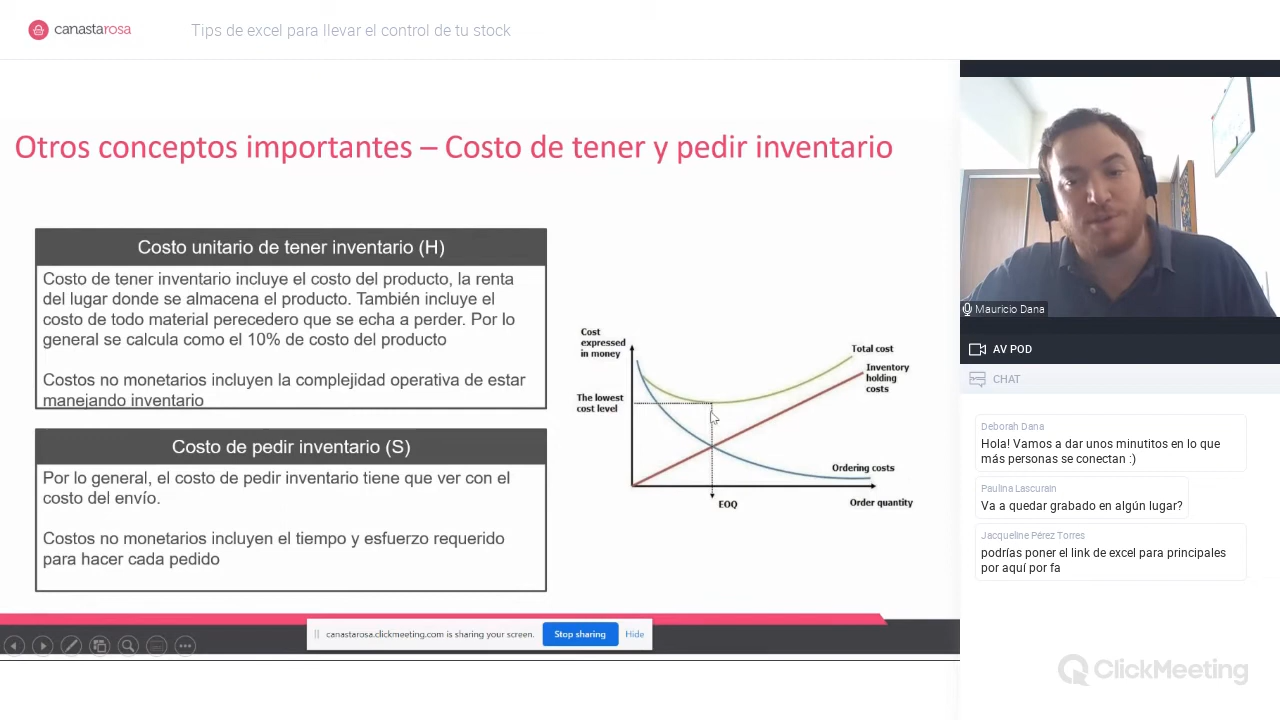 canastarosa
Tips de excel para llevar el control de tu stock
Otros conceptos importantes – Costo de tener y pedir inventario
Costo unitario de tener inventario (H)
Costo de tener inventario incluye el costo del producto, la renta
del lugar donde se almacena el producto. También incluye el
costo de todo material perecedero que se echa a perder. Por lo
general se calcula como el 10% de costo del producto
Costos no monetarios incluyen la complejidad operativa de estar
manejando inventario
Costo de pedir inventario (S)
Por lo general, el costo de pedir inventario tiene que ver con el
costo del envío.
Costos no monetarios incluyen el tiempo y esfuerzo requerido
para hacer cada pedido
Cost
expressed
in money
Total cost
Inventory
holding
costs
The lowest
cost level
Ordering costs
EOQ
Order quantity
canastarosa.clickmeeting.com is sharing your screen.
Stop sharing
Hide
Mauricio Dana
AV POD
CHAT
Deborah Dana
Hola! Vamos a dar unos minutitos en lo que
más personas se conectan :)
Paulina Lascurain
Va a quedar grabado en algún lugar?
Jacqueline Pérez Torres
podrías poner el link de excel para principales
por aquí por fa
ClickMeeting